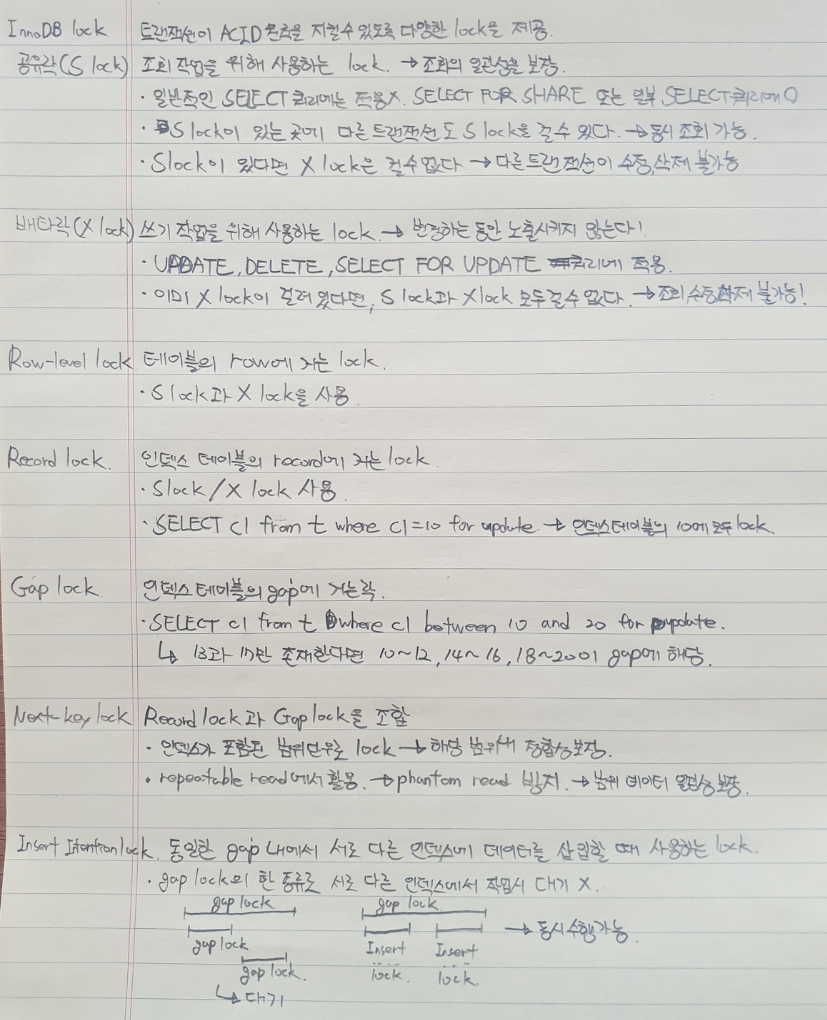 InnoDB lock 트랜잭션이 ACID 원칙을 지킬수 있도록 다양한 lock을 제공.
공유락(S lock) 조회 작업을 위해 사용하는 lock. → 조회의 일관성을 보장.
· 일반적인 SELECT 쿼리에는 적용X. SELECT FOR SHARE 또는 일부 SELECT 쿼리에 O
· S lock이 있는 곳에 다른 트랜잭션도 S lock을 걸 수 있다. → 동시 조회 가능.
· S lock이 있다면 X lock은 걸 수 없다 → 다른 트랜잭션이 수정,삭제 불가능
배타락(X lock) 쓰기 작업을 위해 사용하는 lock. → 변경하는 동안 노출시키지 않는다!
· UPDATE, DELETE, SELECT FOR UPDATE 쿼리에 적용.
· 이미 X lock이 걸려 있다면, S lock과 X lock 모두 걸 수 없다. → 조회 수정 삭제 불가능!
Row-level lock 테이블의 row에 거는 lock.
· S lock과 X lock을 사용
Record lock. 인덱스 테이블의 record에 거는 lock.
· S lock / X lock 사용
· SELECT c1 from t where c1=10 for update → 인덱스 테이블의 10에 모두 lock.
Gap lock 인덱스 테이블의 gap에 거는락.
· SELECT c1 from t where c1 between 10 and 20 for update.
↳ 13과 17만 존재한다면 10~12, 14~16, 18~20이 gap에 해당.
Next-key lock Record lock과 Gap lock을 조합
· 인덱스가 포함된 범위단위로 lock → 해당 범위 정합성 보장.
· repeatable read에서 활용. → phantom read 방지. → 범위 데이터 일관성 보장.
Insert Itention lock. 동일한 gap 내에서 서로 다른 인덱스에 데이터를 삽입할 때 사용하는 lock.
· gap lock의 한 종류로 서로 다른 인덱스에서 작업시 대기 X.
gap lock gap lock
gap lock Insert lock. Insert lock. → 동시 수행가능.
gap lock.
↳ 대기